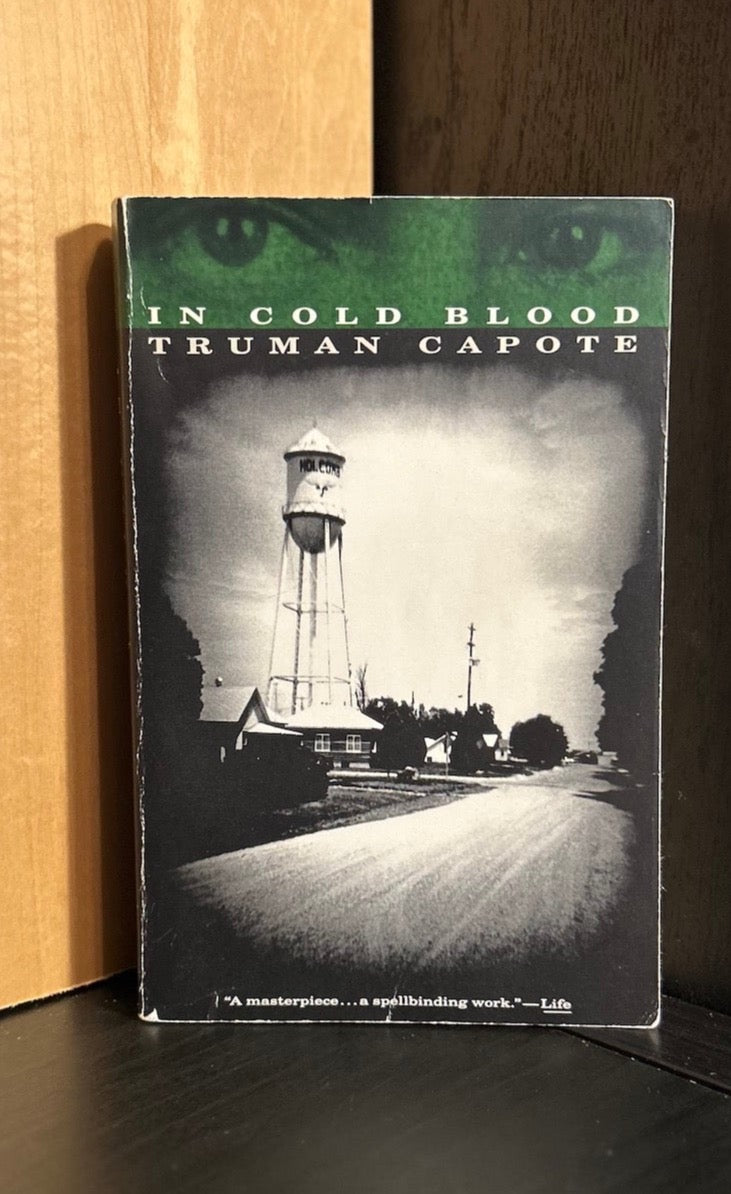 IN COLD BLOOD
TRUMAN CAPOTE
HOLCOMB
“A masterpiece...a spellbinding work.”—Life